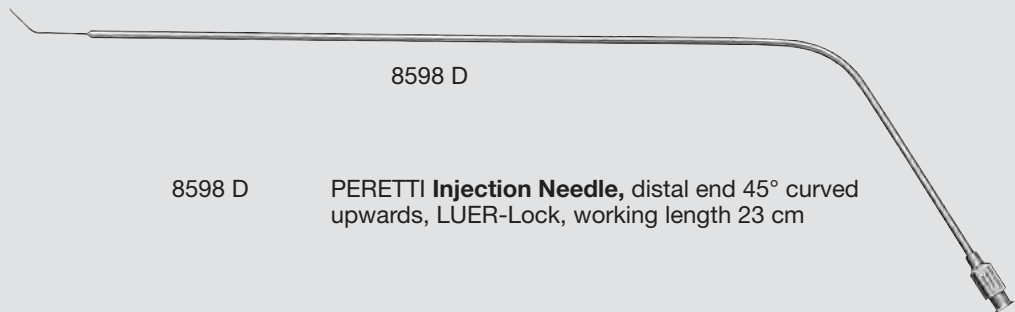 8598 D
8598 D PERETTI Injection Needle, distal end 45° curved
upwards, LUER-Lock, working length 23 cm